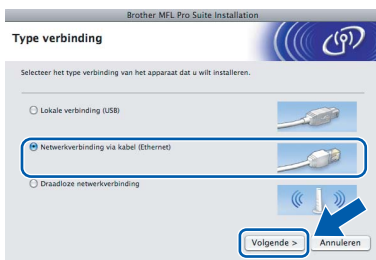 Brother MFL Pro Suite Installation
Type verbinding
Selecteer het type verbinding van het apparaat dat u wilt installeren.
Lokale verbinding (USB)
Netwerkverbinding via kabel (Ethernet)
Draadloze netwerkverbinding
Volgende >
Annuleren